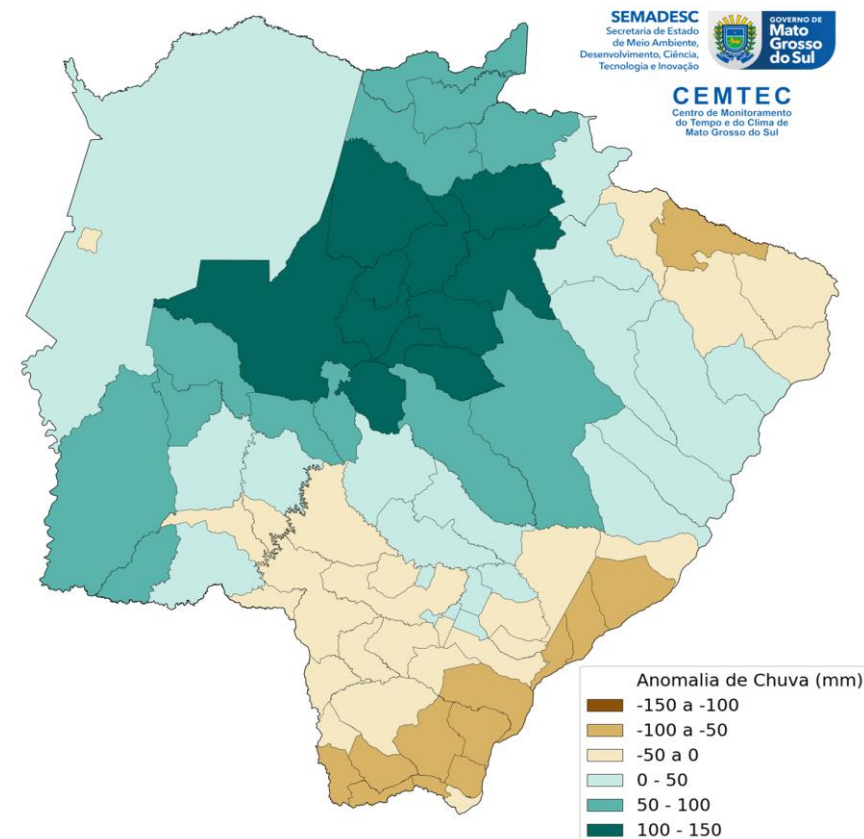 SEMADESC
Secretaria de Estado
de Meio Ambiente,
Desenvolvimento, Ciência,
Tecnologia e Inovação
GOVERNO DE
Mato
Grosso
do Sul
CEMTEC
Centro de Monitoramento
do Tempo e do Clima de
Mato Grosso do Sul
Anomalia de Chuva (mm)
-150 a -100
-100 a -50
-50 a 0
0 - 50
50 - 100
100 - 150